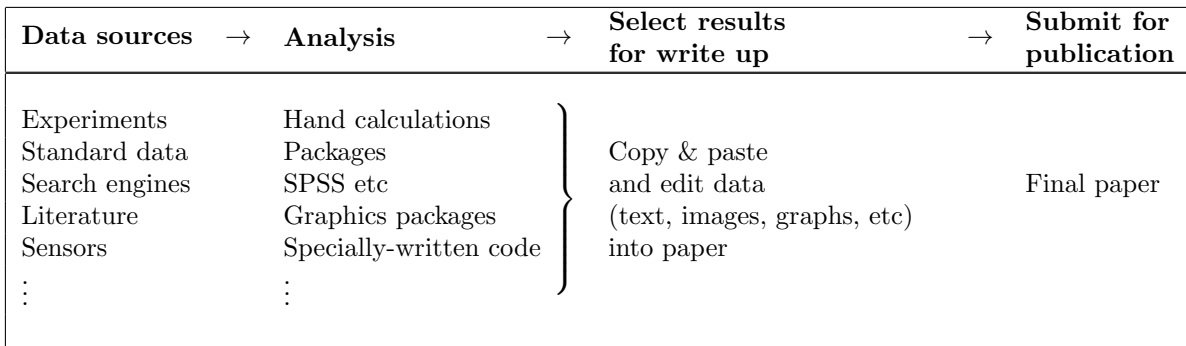 Data sources → Analysis → Select results for write up → Submit for publication
Experiments Hand calculations
Standard data Packages Copy & paste
Search engines SPSS etc and edit data Final paper
Literature Graphics packages (text, images, graphs, etc)
Sensors Specially-written code into paper
⋮ ⋮